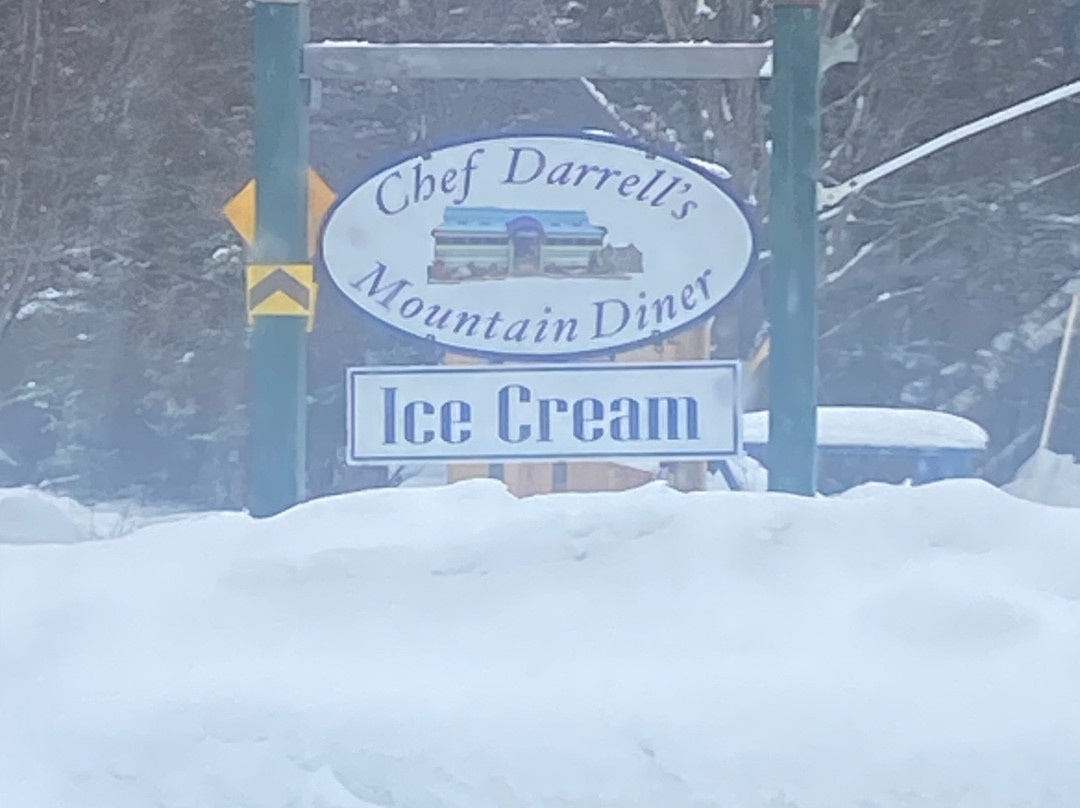 Chef Darrell's
Mountain Diner
Ice Cream